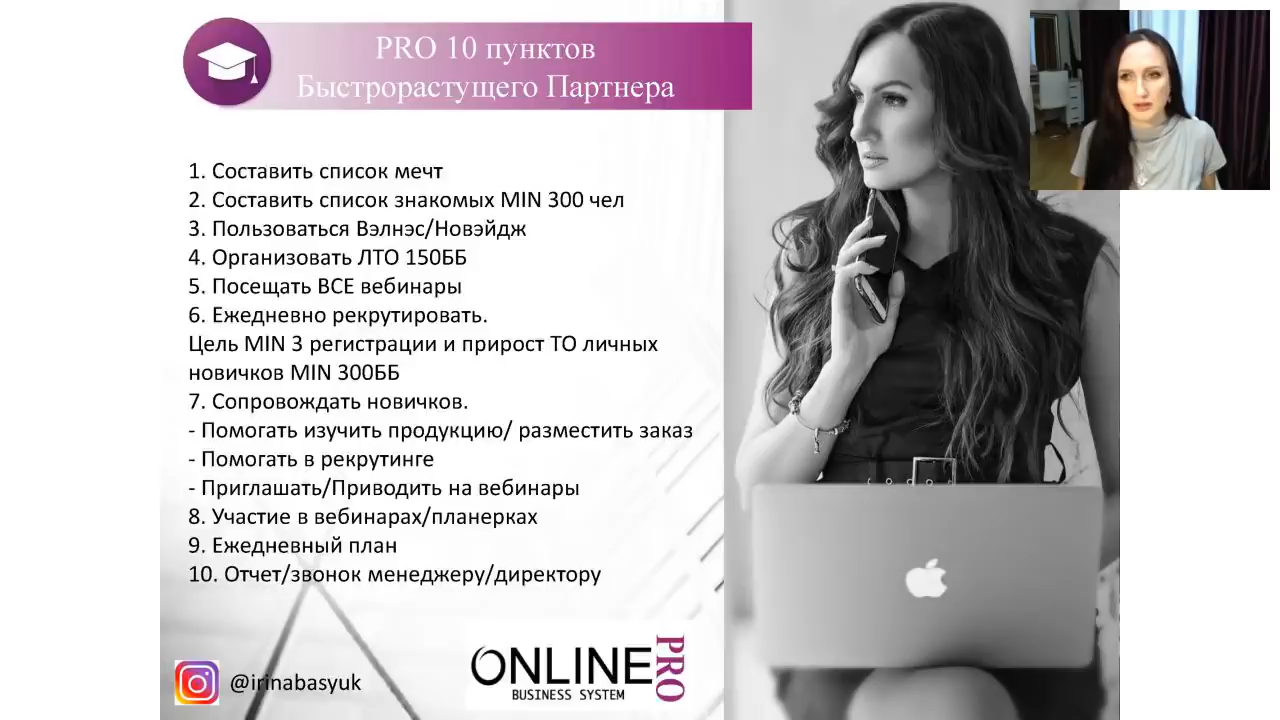 PRO 10 пунктов
Быстрорастущего Партнера
1. Составить список мечт
2. Составить список знакомых MIN 300 чел
3. Пользоваться Вэлнэс/Новэйдж
4. Организовать ЛТО 150ББ
5. Посещать ВСЕ вебинары
6. Ежедневно рекрутировать.
Цель MIN 3 регистрации и прирост ТО личных
новичков MIN 300ББ
7. Сопровождать новичков.
- Помогать изучить продукцию/ разместить заказ
- Помогать в рекрутинге
- Приглашать/Приводить на вебинары
8. Участие в вебинарах/планерках
9. Ежедневный план
10. Отчет/звонок менеджеру/директору
@irinabasyuk
ONLINE PRO
BUSINESS SYSTEM